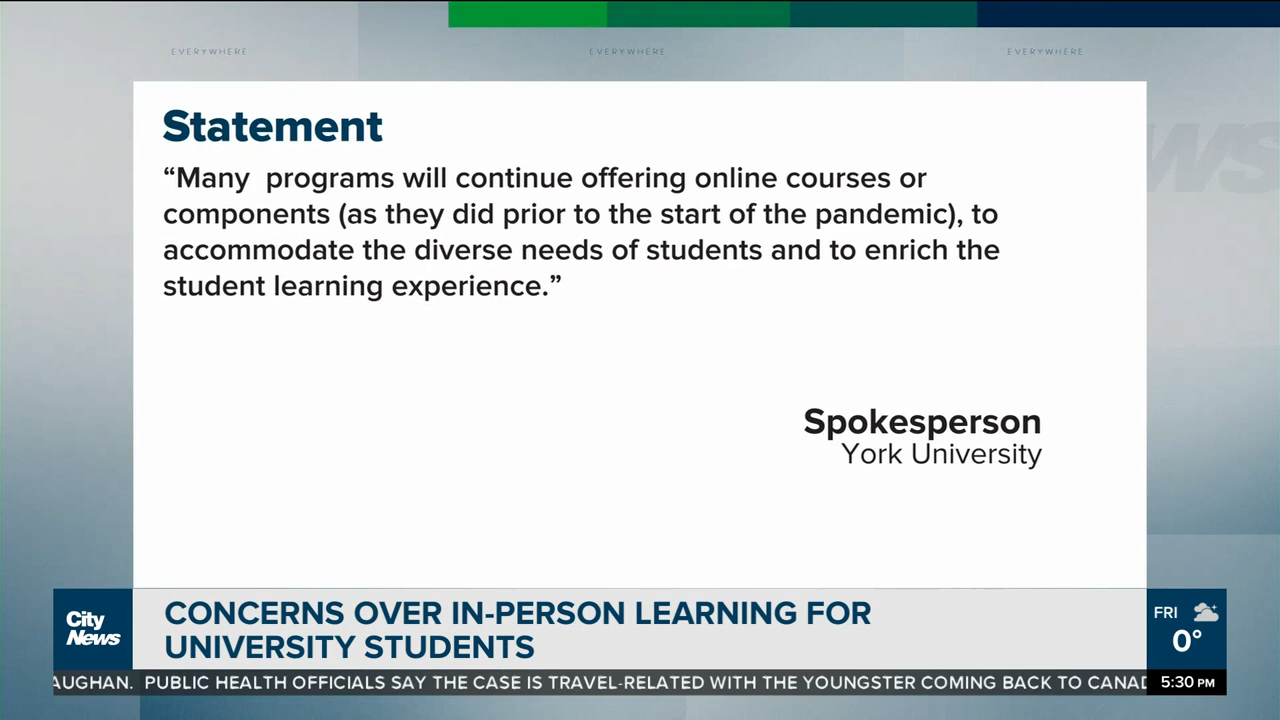 EVERYWHERE EVERYWHERE EVERYWHERE
Statement
“Many programs will continue offering online courses or
components (as they did prior to the start of the pandemic), to
accommodate the diverse needs of students and to enrich the
student learning experience.”
Spokesperson
York University
CONCERNS OVER IN-PERSON LEARNING FOR
UNIVERSITY STUDENTS
City
News
FRI
0°
AUGHAN. PUBLIC HEALTH OFFICIALS SAY THE CASE IS TRAVEL-RELATED WITH THE YOUNGSTER COMING BACK TO CANAD
5:30 PM